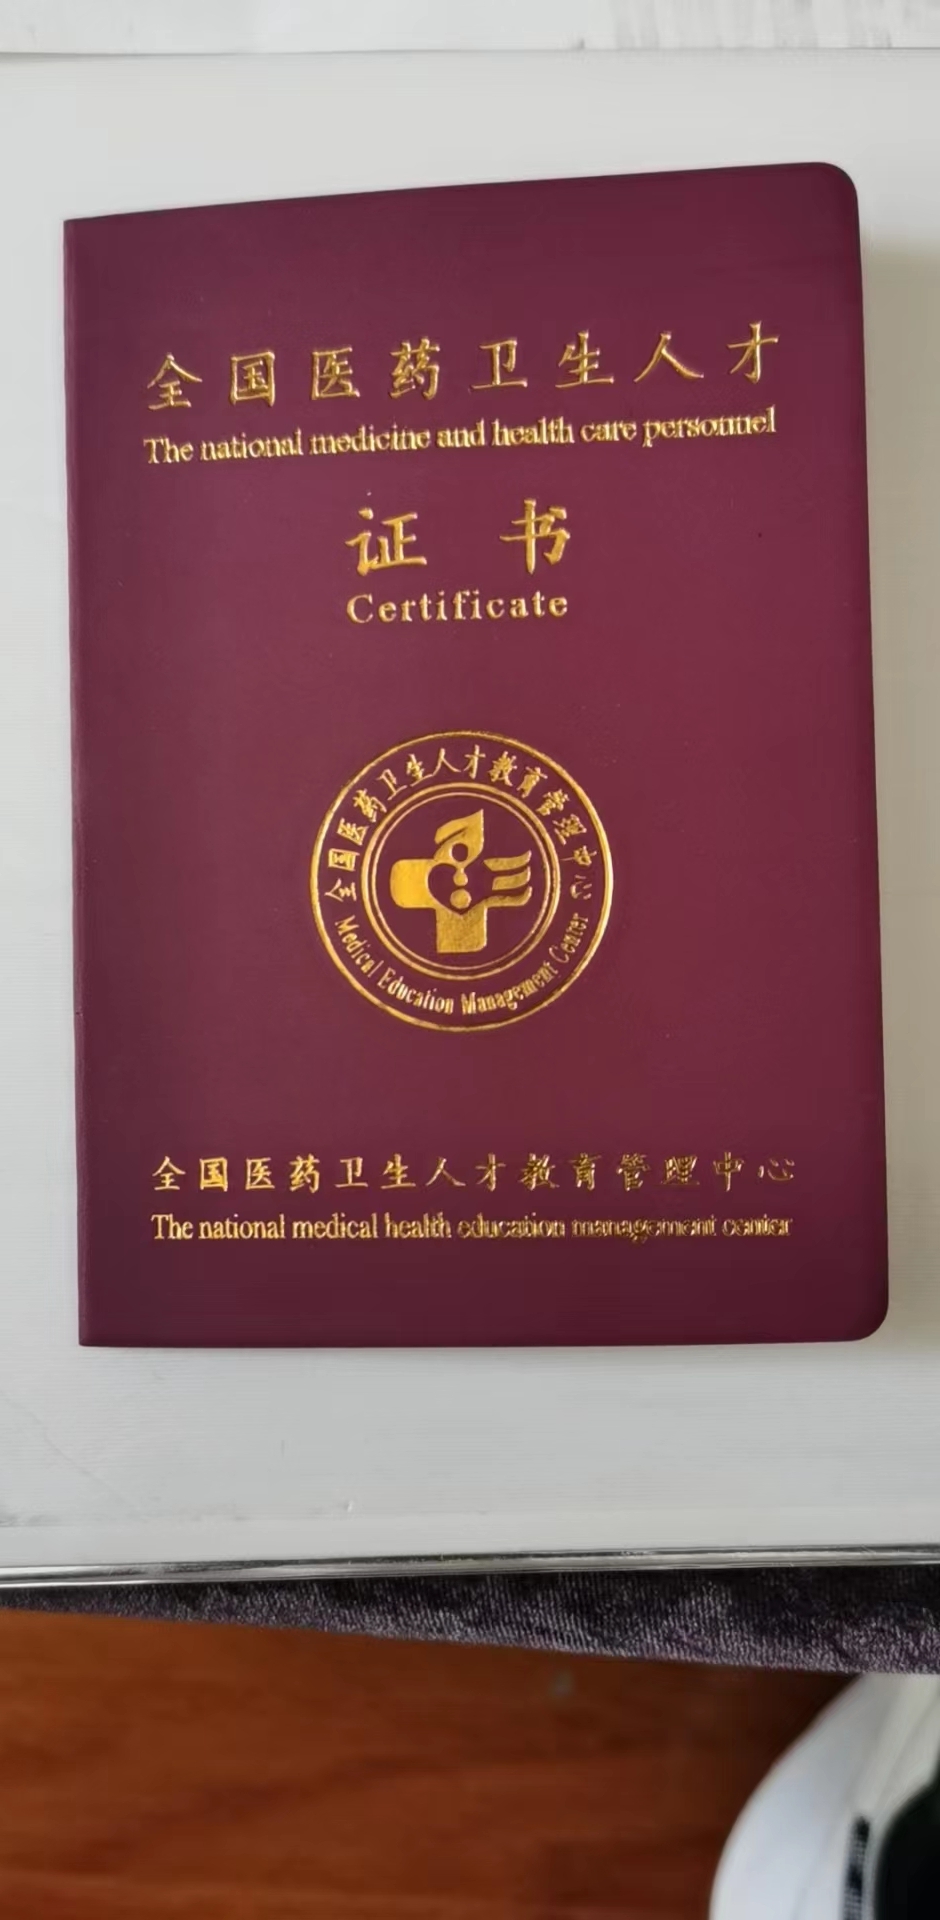 全国医药卫生人才
The national medicine and health care personnel
证书
Certificate
全国医药卫生人才教育管理中心
Medical Education Management Center
全国医药卫生人才教育管理中心
The national medical health education management center